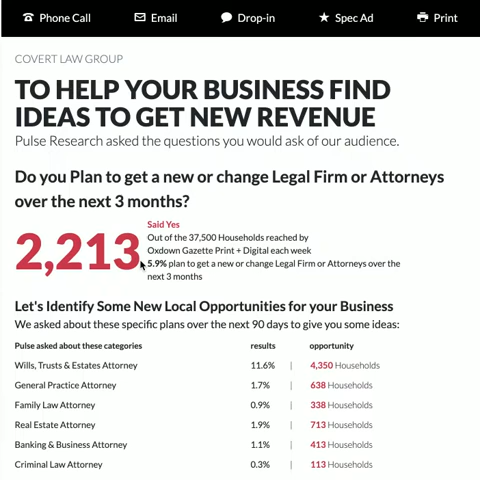 Phone Call Email Drop-in Spec Ad Print
COVERT LAW GROUP
TO HELP YOUR BUSINESS FIND
IDEAS TO GET NEW REVENUE
Pulse Research asked the questions you would ask of our audience.
Do you Plan to get a new or change Legal Firm or Attorneys
over the next 3 months?
2,213
Said Yes
Out of the 37,500 Households reached by
Oxdown Gazette Print + Digital each week
5.9% plan to get a new or change Legal Firm or Attorneys over the
next 3 months
Let's Identify Some New Local Opportunities for your Business
We asked about these specific plans over the next 90 days to give you some ideas:
Pulse asked about these categories results opportunity
Wills, Trusts & Estates Attorney 11.6% | 4,350 Households
General Practice Attorney 1.7% | 638 Households
Family Law Attorney 0.9% | 338 Households
Real Estate Attorney 1.9% | 713 Households
Banking & Business Attorney 1.1% | 413 Households
Criminal Law Attorney 0.3% | 113 Households